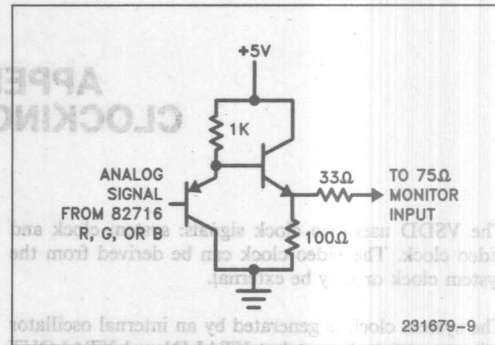 +5V
1K
ANALOG
SIGNAL
FROM 82716
R, G, OR B
33Ω
TO 75Ω
MONITOR
INPUT
100Ω
231679-9
CLOCKING
The VSDD uses clock signals: system clock and
video clock. The video clock can be derived from the
system clock or may be external.
The clock is generated by an internal oscillator